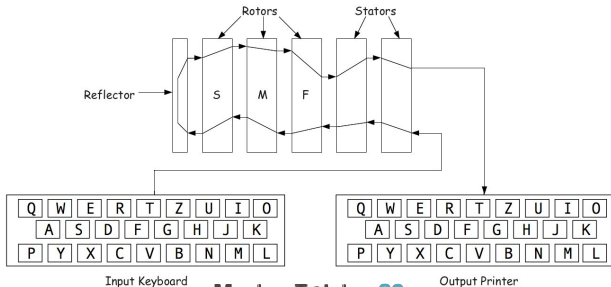 Rotors
Stators
Reflector
S M F
Q W E R T Z U I O
A S D F G H J K
P Y X C V B N M L
Input Keyboard
Q W E R T Z U I O
A S D F G H J K
P Y X C V B N M L
Output Printer